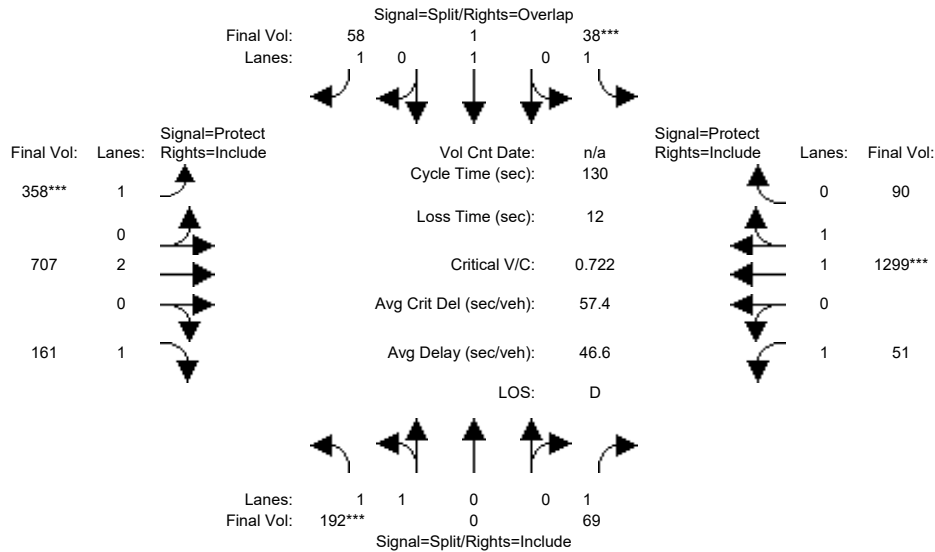 Signal=Split/Rights=Overlap
Final Vol: 58 1 38***
Lanes: 1 0 1 0 1
Signal=Protect Signal=Protect
Final Vol: Lanes: Rights=Include Vol Cnt Date: n/a Rights=Include Lanes: Final Vol:
Cycle Time (sec): 130
358*** 1 0 90
Loss Time (sec): 12
0 1
707 2 Critical V/C: 0.722 1 1299***
0 Avg Crit Del (sec/veh): 57.4 0
161 1 Avg Delay (sec/veh): 46.6 1 51
LOS: D
Lanes: 1 1 0 0 1
Final Vol: 192*** 0 69
Signal=Split/Rights=Include